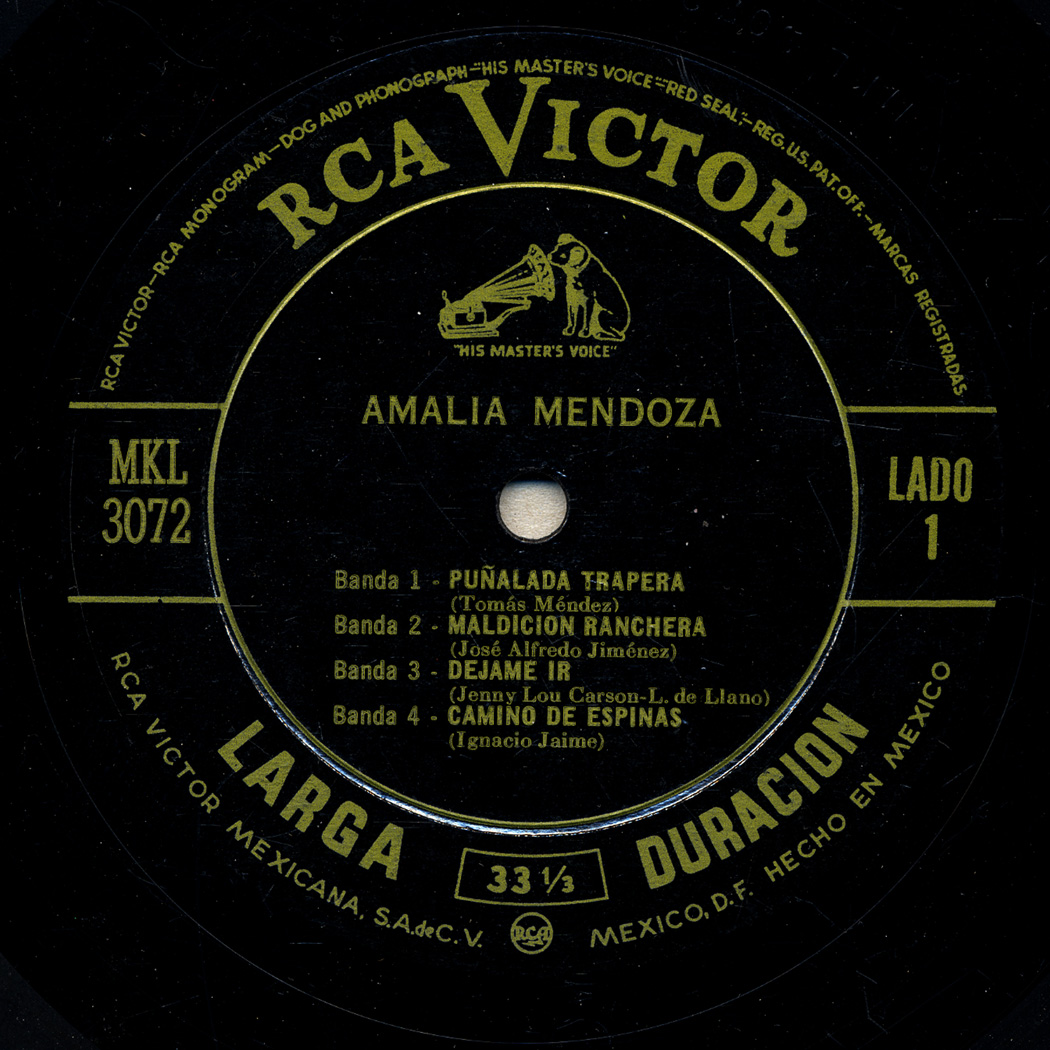 RCA VICTOR–RCA MONOGRAM–DOG AND PHONOGRAPH–"HIS MASTER'S VOICE"–"RED SEAL"–REG.U.S.PAT.OFF.–MARCAS REGISTRADAS
RCA VICTOR
"HIS MASTER'S VOICE"
AMALIA MENDOZA
MKL
3072
LADO
1
Banda 1 - PUÑALADA TRAPERA
(Tomás Méndez)
Banda 2 - MALDICION RANCHERA
(José Alfredo Jiménez)
Banda 3 - DEJAME IR
(Jenny Lou Carson-L. de Llano)
Banda 4 - CAMINO DE ESPINAS
(Ignacio Jaime)
LARGA DURACION
33 1/3
RCA VICTOR MEXICANA, S.A.deC.V. RCA MEXICO, D.F. HECHO EN MEXICO